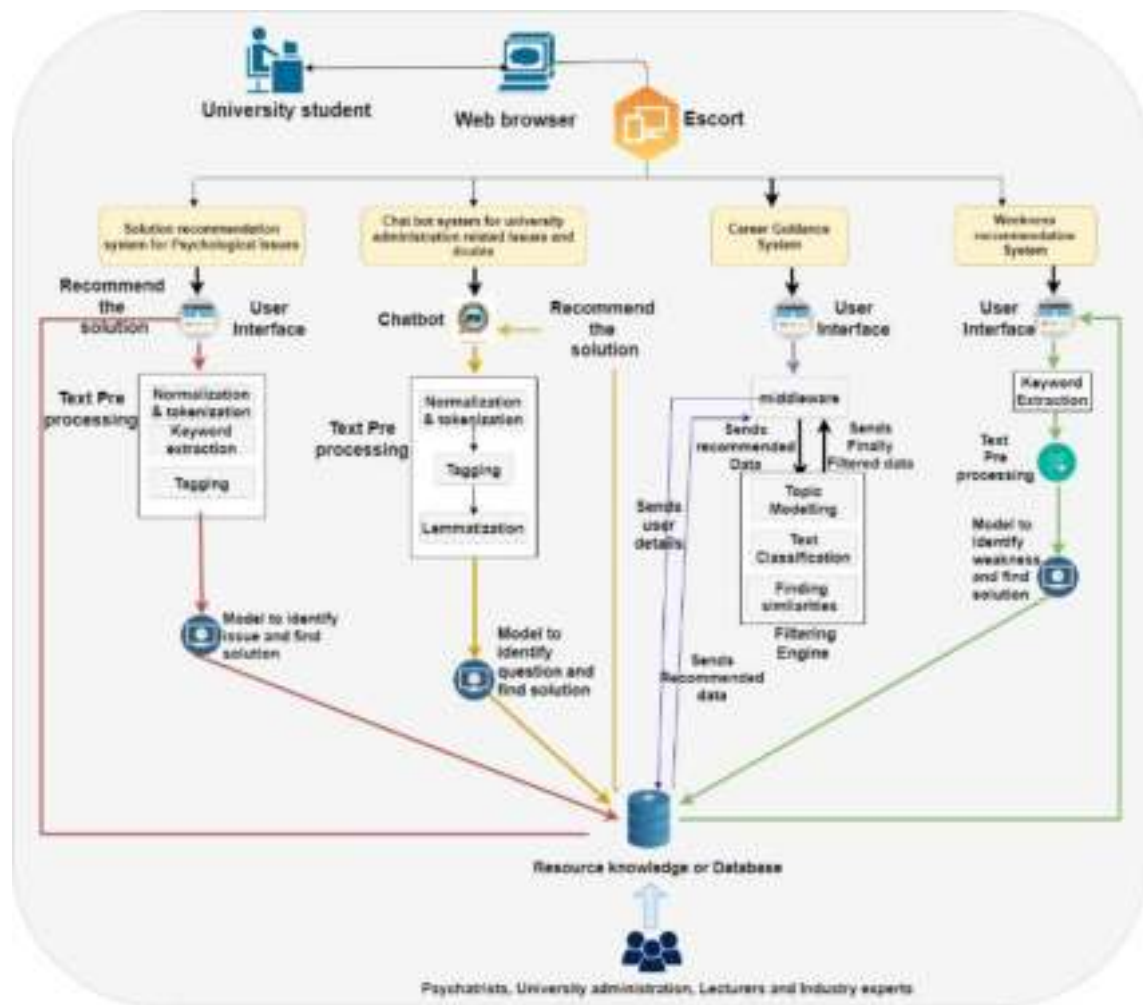 University student
Web browser
Escort
Solution recommendation
system for Psychological Issues
Chat bot system for university
administration related issues and
doubts
Career Guidance
System
Weekness
recommendation
System
Recommend
the
solution
User
Interface
Chatbot
Recommend
the
solution
User
Interface
User
Interface
Text Pre
processing
Normalization
& tokenization
Keyword
extraction
Tagging
Text Pre
processing
Normalization
& tokenization
Tagging
Lammatization
middleware
Sends
recommended
Data
Sends
Finally
Filtered data
Topic
Modelling
Text
Classification
Finding
similarities
Filtering
Engine
Keyword
Extraction
Text
Pre
processing
Model to
identify
weakness
and find
solution
Sends
user
details
Sends
Recommended
data
Model to identify
issue and find
solution
Model to
identify
question and
find solution
Resource knowledge or Database
Psychatrists, University administration, Lecturers and Industry experts